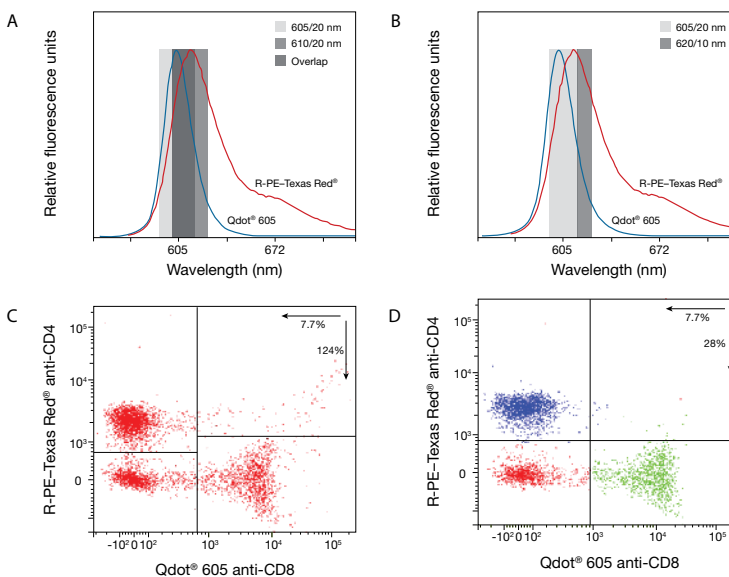 A
Relative fluorescence units
605/20 nm
610/20 nm
Overlap
R-PE–Texas Red®
Qdot® 605
605
672
Wavelength (nm)
B
Relative fluorescence units
605/20 nm
620/10 nm
R-PE–Texas Red®
Qdot® 605
605
672
Wavelength (nm)
C
R-PE–Texas Red® anti-CD4
10⁵
10⁴
10³
0
7.7%
124%
-10² 0 10²
10³
10⁴
10⁵
Qdot® 605 anti-CD8
D
R-PE–Texas Red® anti-CD4
10⁵
10⁴
10³
0
7.7%
28%
-10² 0 10²
10³
10⁴
10⁵
Qdot® 605 anti-CD8